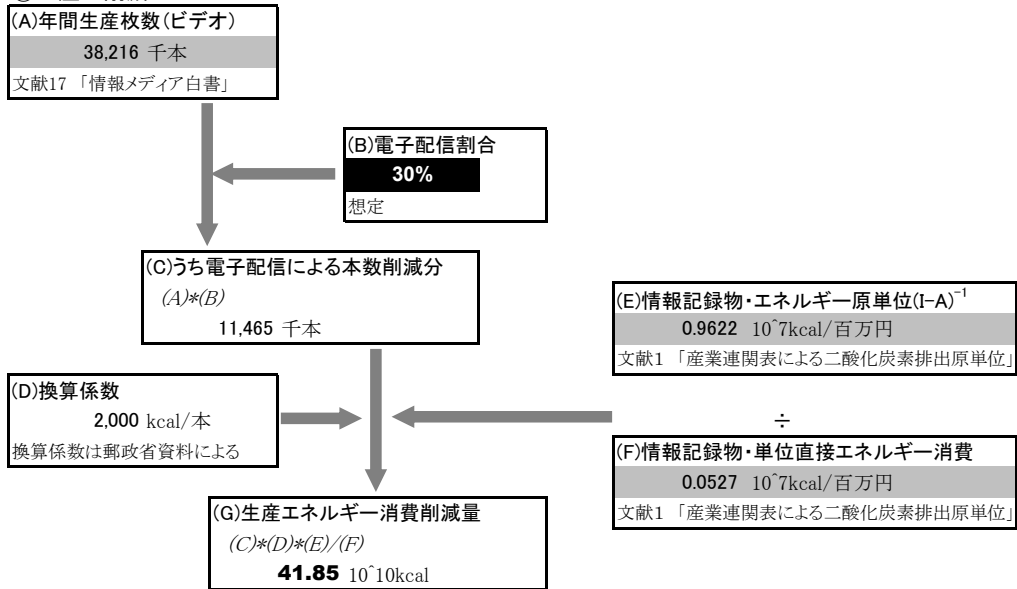 (A)年間生産枚数(ビデオ)
38,216 千本
文献17 「情報メディア白書」
(B)電子配信割合
30%
想定
(C)うち電子配信による本数削減分
(A)*(B)
11,465 千本
(D)換算係数
2,000 kcal/本
換算係数は郵政省資料による
(E)情報記録物・エネルギー原単位(I-A)⁻¹
0.9622 10^7kcal/百万円
文献1 「産業連関表による二酸化炭素排出原単位」
÷
(F)情報記録物・単位直接エネルギー消費
0.0527 10^7kcal/百万円
文献1 「産業連関表による二酸化炭素排出原単位」
(G)生産エネルギー消費削減量
(C)*(D)*(E)/(F)
41.85 10^10kcal